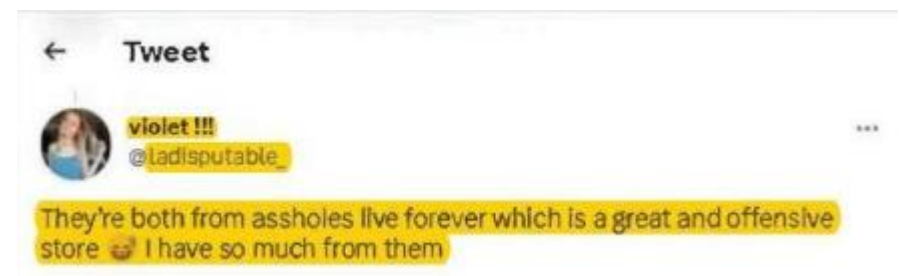 Tweet
violet !!!
@ladisputable_
They're both from assholes live forever which is a great and offensive
store 😅 I have so much from them